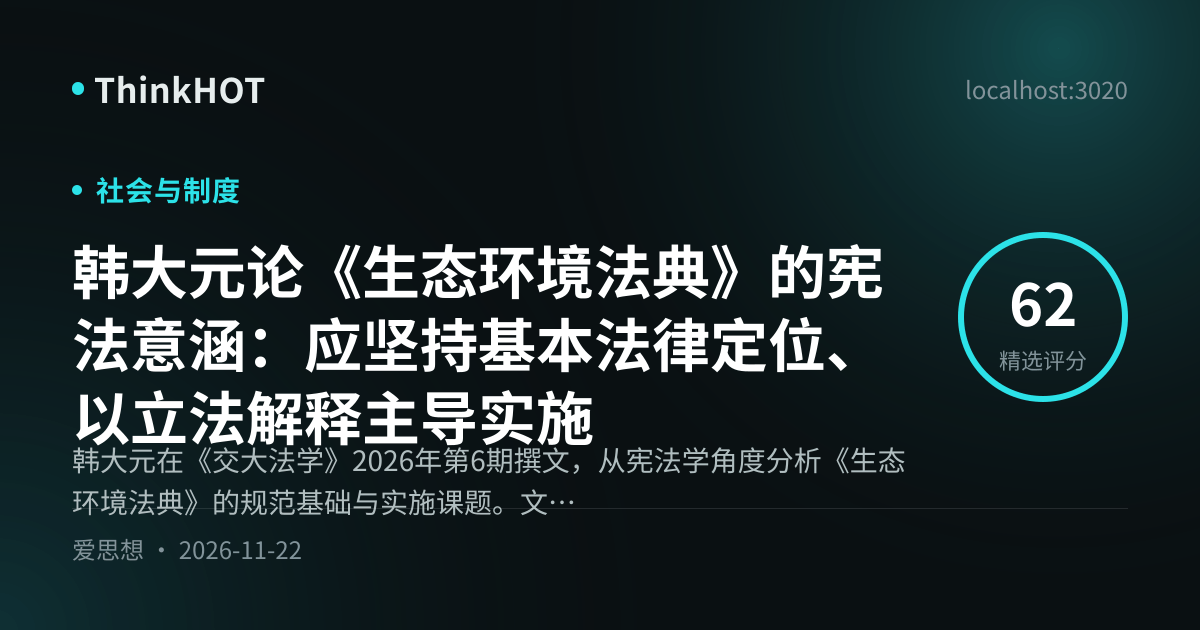 ThinkHOT
localhost:3020
社会与制度
韩大元论《生态环境法典》的宪
法意涵：应坚持基本法律定位、
以立法解释主导实施
62
精选评分
韩大元在《交大法学》2026年第6期撰文，从宪法学角度分析《生态
环境法典》的规范基础与实施课题。文…
爱思想 · 2026-11-22